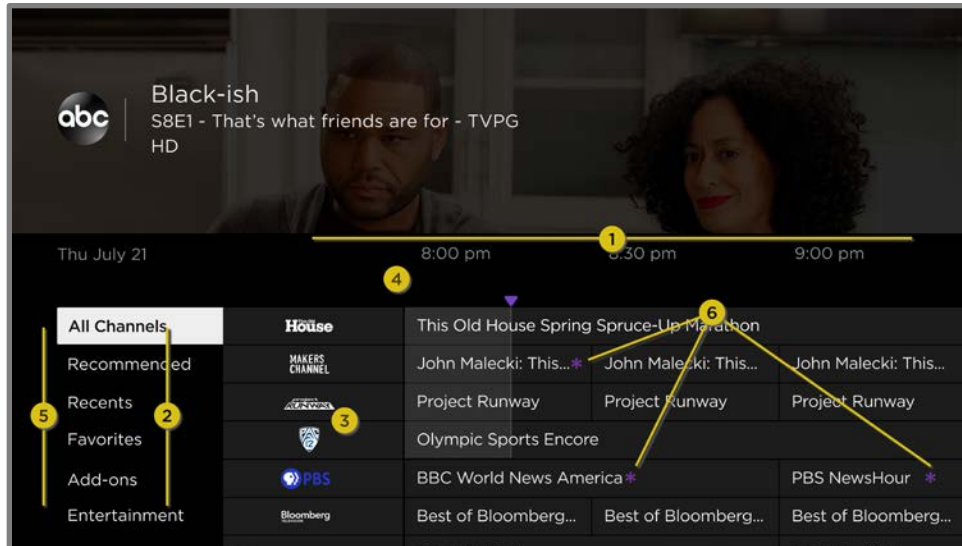 abc
Black-ish
S8E1 - That's what friends are for - TVPG
HD
1
Thu July 21 8:00 pm 8:30 pm 9:00 pm
4
6
All Channels House This Old House Spring Spruce-Up Marathon
Recommended MAKERS CHANNEL John Malecki: This...* John Malecki: This... John Malecki: This...
5 2
Recents RUNWAY 3 Project Runway Project Runway Project Runway
Favorites PAC 12 Olympic Sports Encore
Add-ons PBS BBC World News America* PBS NewsHour *
Entertainment Bloomberg Best of Bloomberg... Best of Bloomberg... Best of Bloomberg...